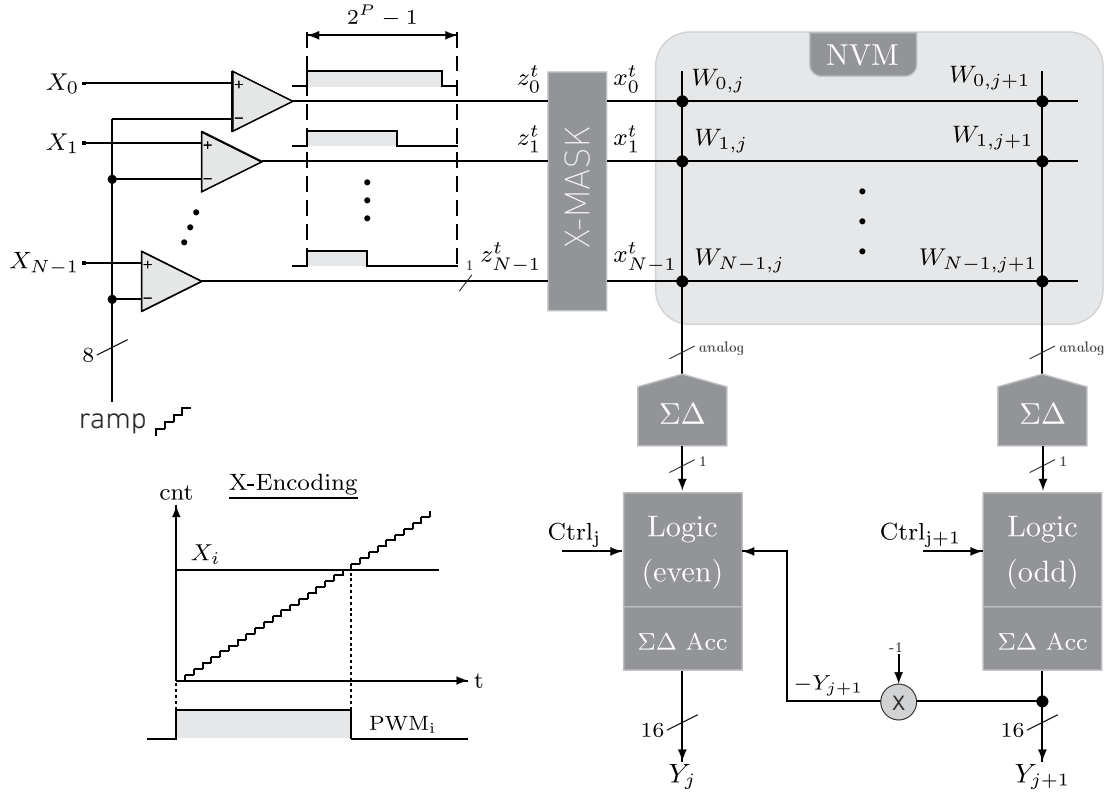 2^P − 1
NVM
X_0
+
−
z_0^t
x_0^t
W_{0,j}
W_{0,j+1}
X_1
+
−
z_1^t
x_1^t
W_{1,j}
W_{1,j+1}
X-MASK
X_{N−1}
+
−
z_{N−1}^t
1
x_{N−1}^t
W_{N−1,j}
W_{N−1,j+1}
8
analog
analog
ramp
ΣΔ
ΣΔ
1
1
X-Encoding
cnt
X_i
t
PWM_i
Ctrl_j
Logic
(even)
ΣΔ Acc
Ctrl_{j+1}
Logic
(odd)
ΣΔ Acc
-1
−Y_{j+1}
X
16
16
Y_j
Y_{j+1}